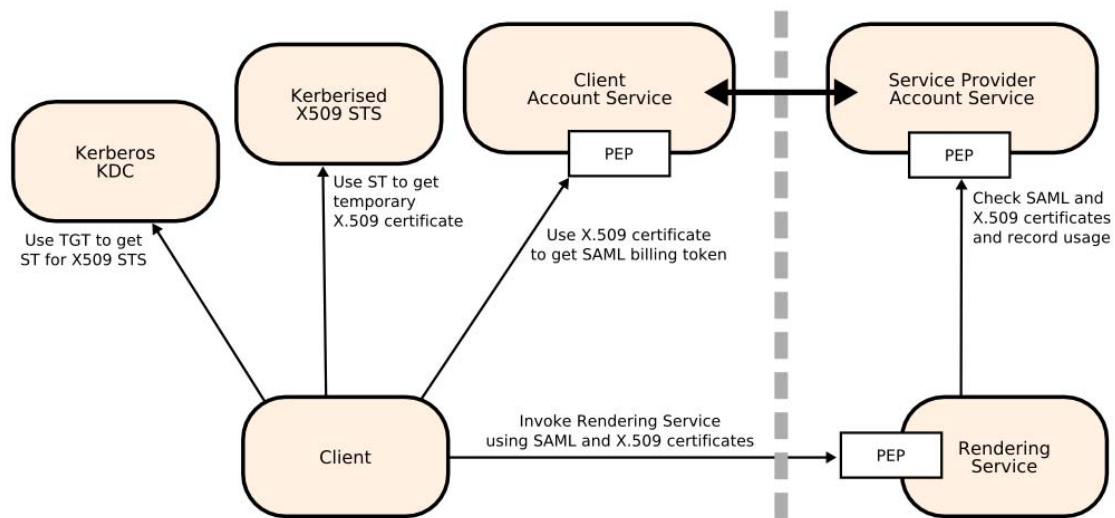 Client
Account Service
PEP
Service Provider
Account Service
PEP
Kerberised
X509 STS
Kerberos
KDC
Use TGT to get
ST for X509 STS
Use ST to get
temporary
X.509 certificate
Use X.509 certificate
to get SAML billing token
Check SAML and
X.509 certificates
and record usage
Client
Invoke Rendering Service
using SAML and X.509 certificates
PEP
Rendering
Service